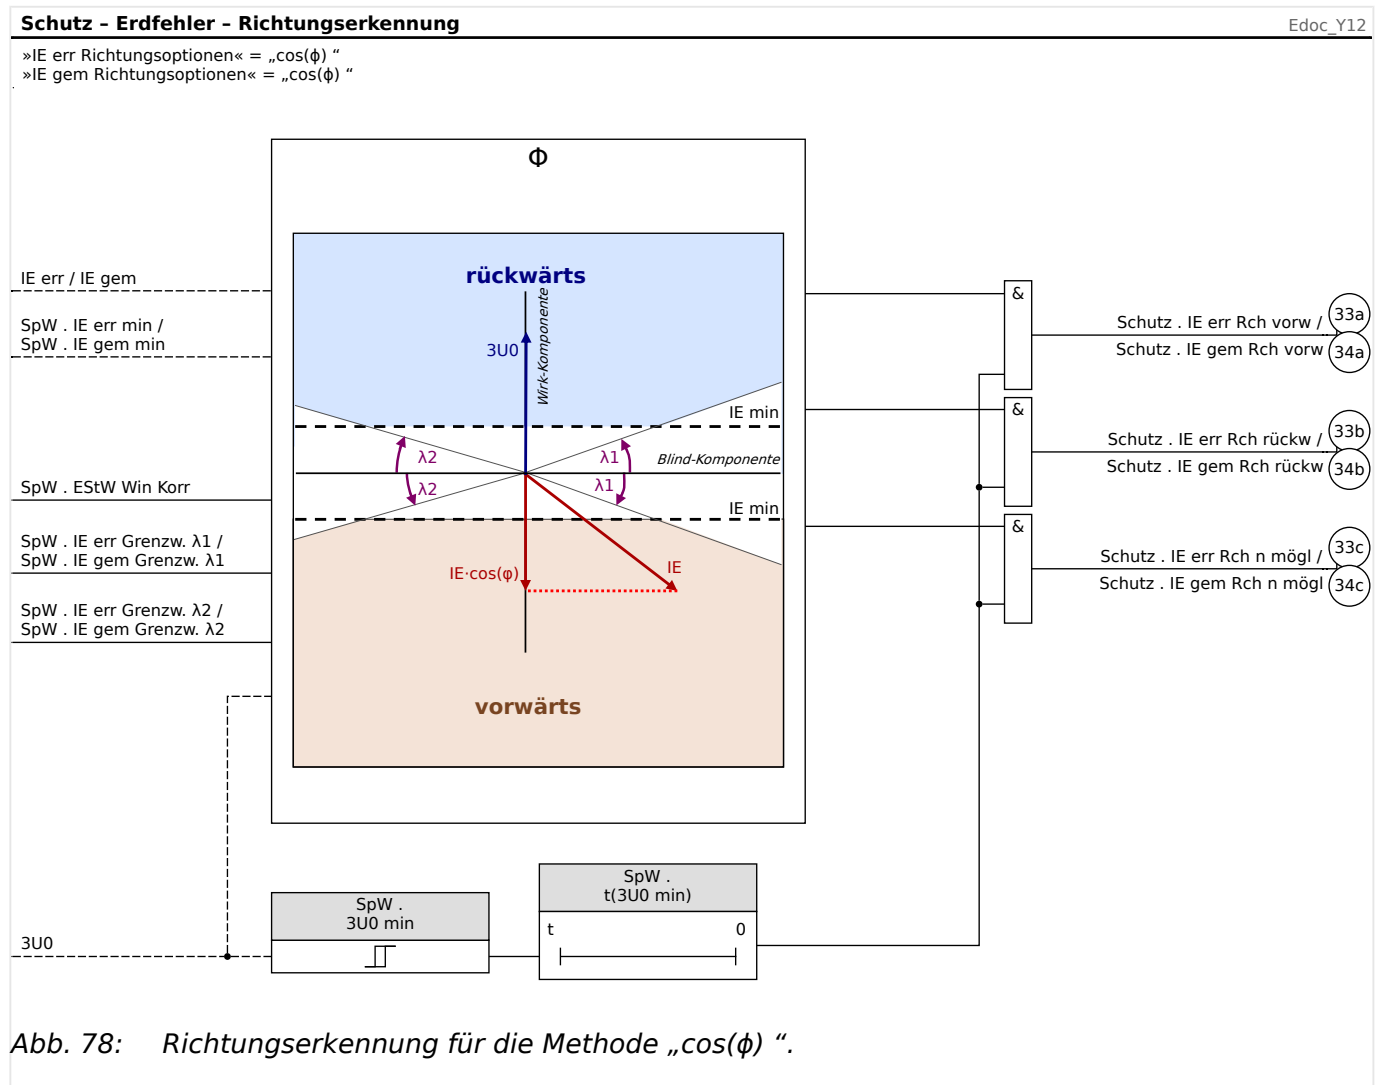 Schutz – Erdfehler – Richtungserkennung
Edoc_Y12
»IE err Richtungsoptionen« = „cos(ϕ) “
»IE gem Richtungsoptionen« = „cos(ϕ) “
Φ
rückwärts
Wirk-Komponente
3U0
IE min
λ2
λ1
Blind-Komponente
λ2
λ1
IE min
IE·cos(φ)
IE
vorwärts
IE err / IE gem
SpW . IE err min /
SpW . IE gem min
SpW . EStW Win Korr
SpW . IE err Grenzw. λ1 /
SpW . IE gem Grenzw. λ1
SpW . IE err Grenzw. λ2 /
SpW . IE gem Grenzw. λ2
3U0
SpW .
3U0 min
SpW .
t(3U0 min)
t
0
&
Schutz . IE err Rch vorw /
33a
Schutz . IE gem Rch vorw
34a
&
Schutz . IE err Rch rückw /
33b
Schutz . IE gem Rch rückw
34b
&
Schutz . IE err Rch n mögl /
33c
Schutz . IE gem Rch n mögl
34c
Abb. 78: Richtungserkennung für die Methode „cos(ϕ) “.